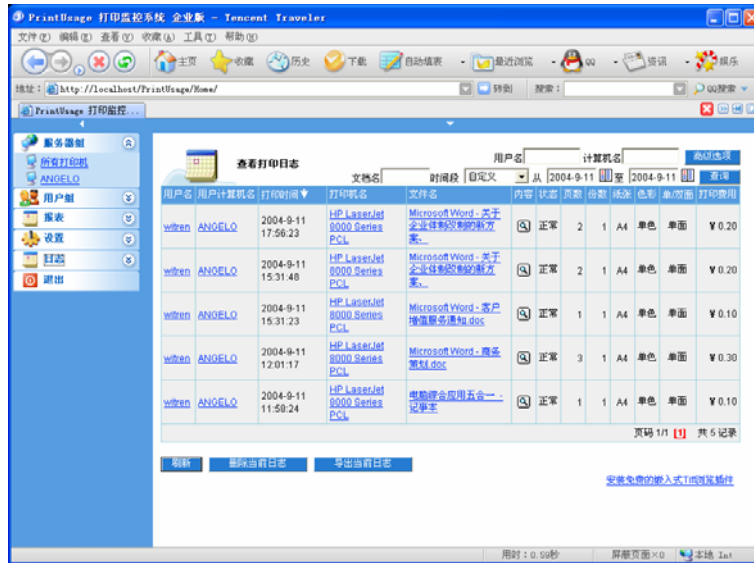 PrintUsage 打印监控系统 企业版 - Tencent Traveler
文件(F) 编辑(E) 查看(V) 收藏(A) 工具(T) 帮助(H)
主页 收藏 历史 下载 自动填表 最近浏览 QQ 资讯 娱乐
地址: http://localhost/PrintUsage/Home/ 转到 搜索: QQ搜索
PrintUsage 打印监控...
服务器组
所有打印机
ANGELO
用户组
报表
设置
日志
退出
查看打印日志
用户名 计算机名 高级选项
文档名 时间段 自定义 从 2004-9-11 至 2004-9-11 查询
用户名 用户计算机名 打印时间 打印机名 文件名 内容 状态 页数 份数 纸张 色彩 单/双面 打印费用
witren ANGELO 2004-9-11 17:56:23 HP LaserJet 8000 Series PCL Microsoft Word - 关于企业体制改制的新方案. 正常 2 1 A4 单色 单面 ¥0.20
witren ANGELO 2004-9-11 15:31:48 HP LaserJet 8000 Series PCL Microsoft Word - 关于企业体制改制的新方案. 正常 2 1 A4 单色 单面 ¥0.20
witren ANGELO 2004-9-11 15:31:23 HP LaserJet 8000 Series PCL Microsoft Word - 客户增值服务通知.doc 正常 1 1 A4 单色 单面 ¥0.10
witren ANGELO 2004-9-11 12:01:17 HP LaserJet 8000 Series PCL Microsoft Word - 商务策划.doc 正常 3 1 A4 单色 单面 ¥0.30
witren ANGELO 2004-9-11 11:58:24 HP LaserJet 8000 Series PCL 电脑综合应用五合一 - 记事本 正常 1 1 A4 单色 单面 ¥0.10
页码 1/1 [1] 共 5 记录
刷新 删除当前日志 导出当前日志
安装免费的嵌入式Tiff浏览插件
用时:0.59秒 屏蔽页面×0 本地 Int